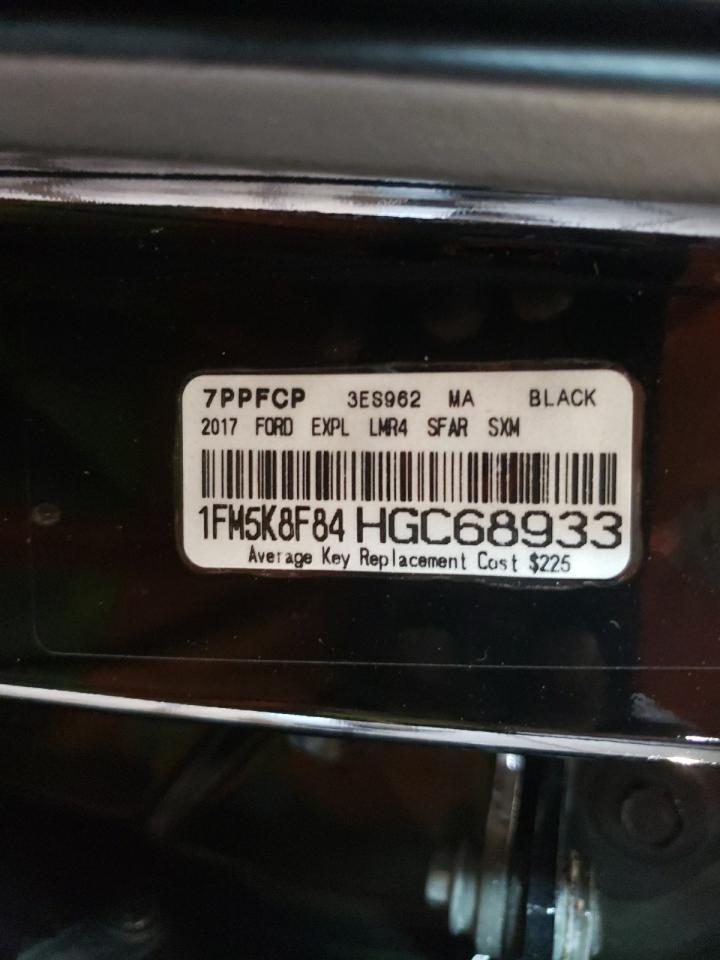 7PPFCP 3ES962 MA BLACK
2017 FORD EXPL LMR4 SFAR SXM
1FM5K8F84 HGC68933
Average Key Replacement Cost $225